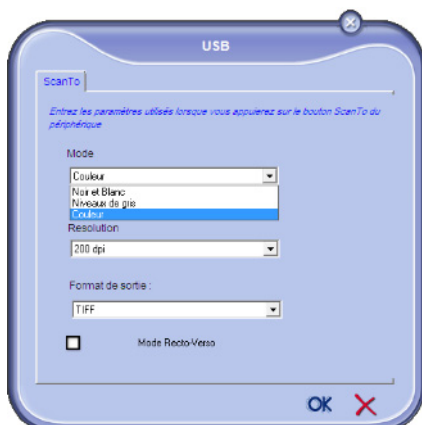 USB
ScanTo
Entrez les paramètres utilisés lorsque vous appuierez sur le bouton ScanTo du
périphérique
Mode
Couleur
Noir et Blanc
Niveaux de gris
Couleur
Resolution
200 dpi
Format de sortie :
TIFF
Mode Recto-Verso
OK